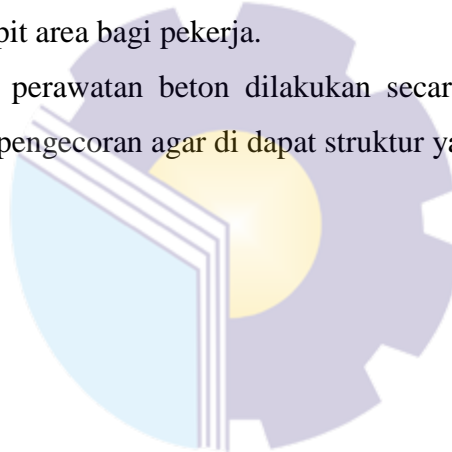 pit area bagi pekerja.
perawatan beton dilakukan secar
pengecoran agar di dapat struktur ya